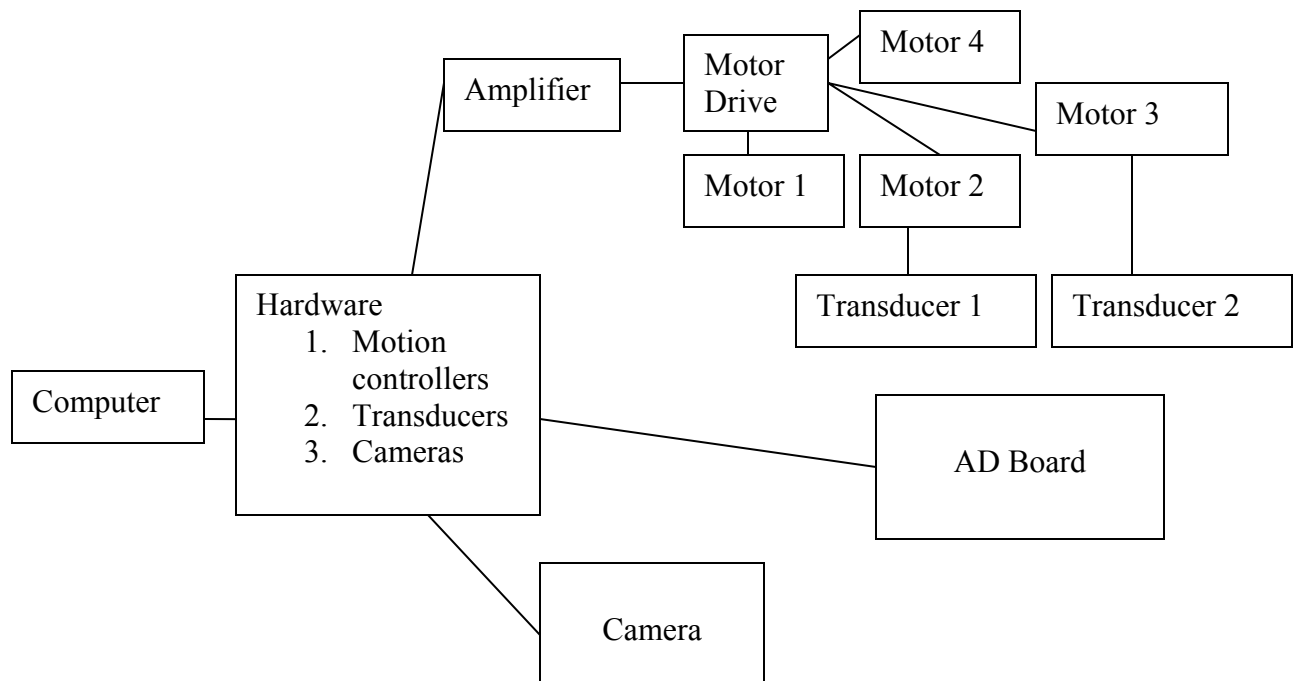 Motor 4
Amplifier
Motor
Drive
Motor 3
Motor 1
Motor 2
Transducer 1
Transducer 2
Hardware
1. Motion
controllers
2. Transducers
3. Cameras
Computer
AD Board
Camera